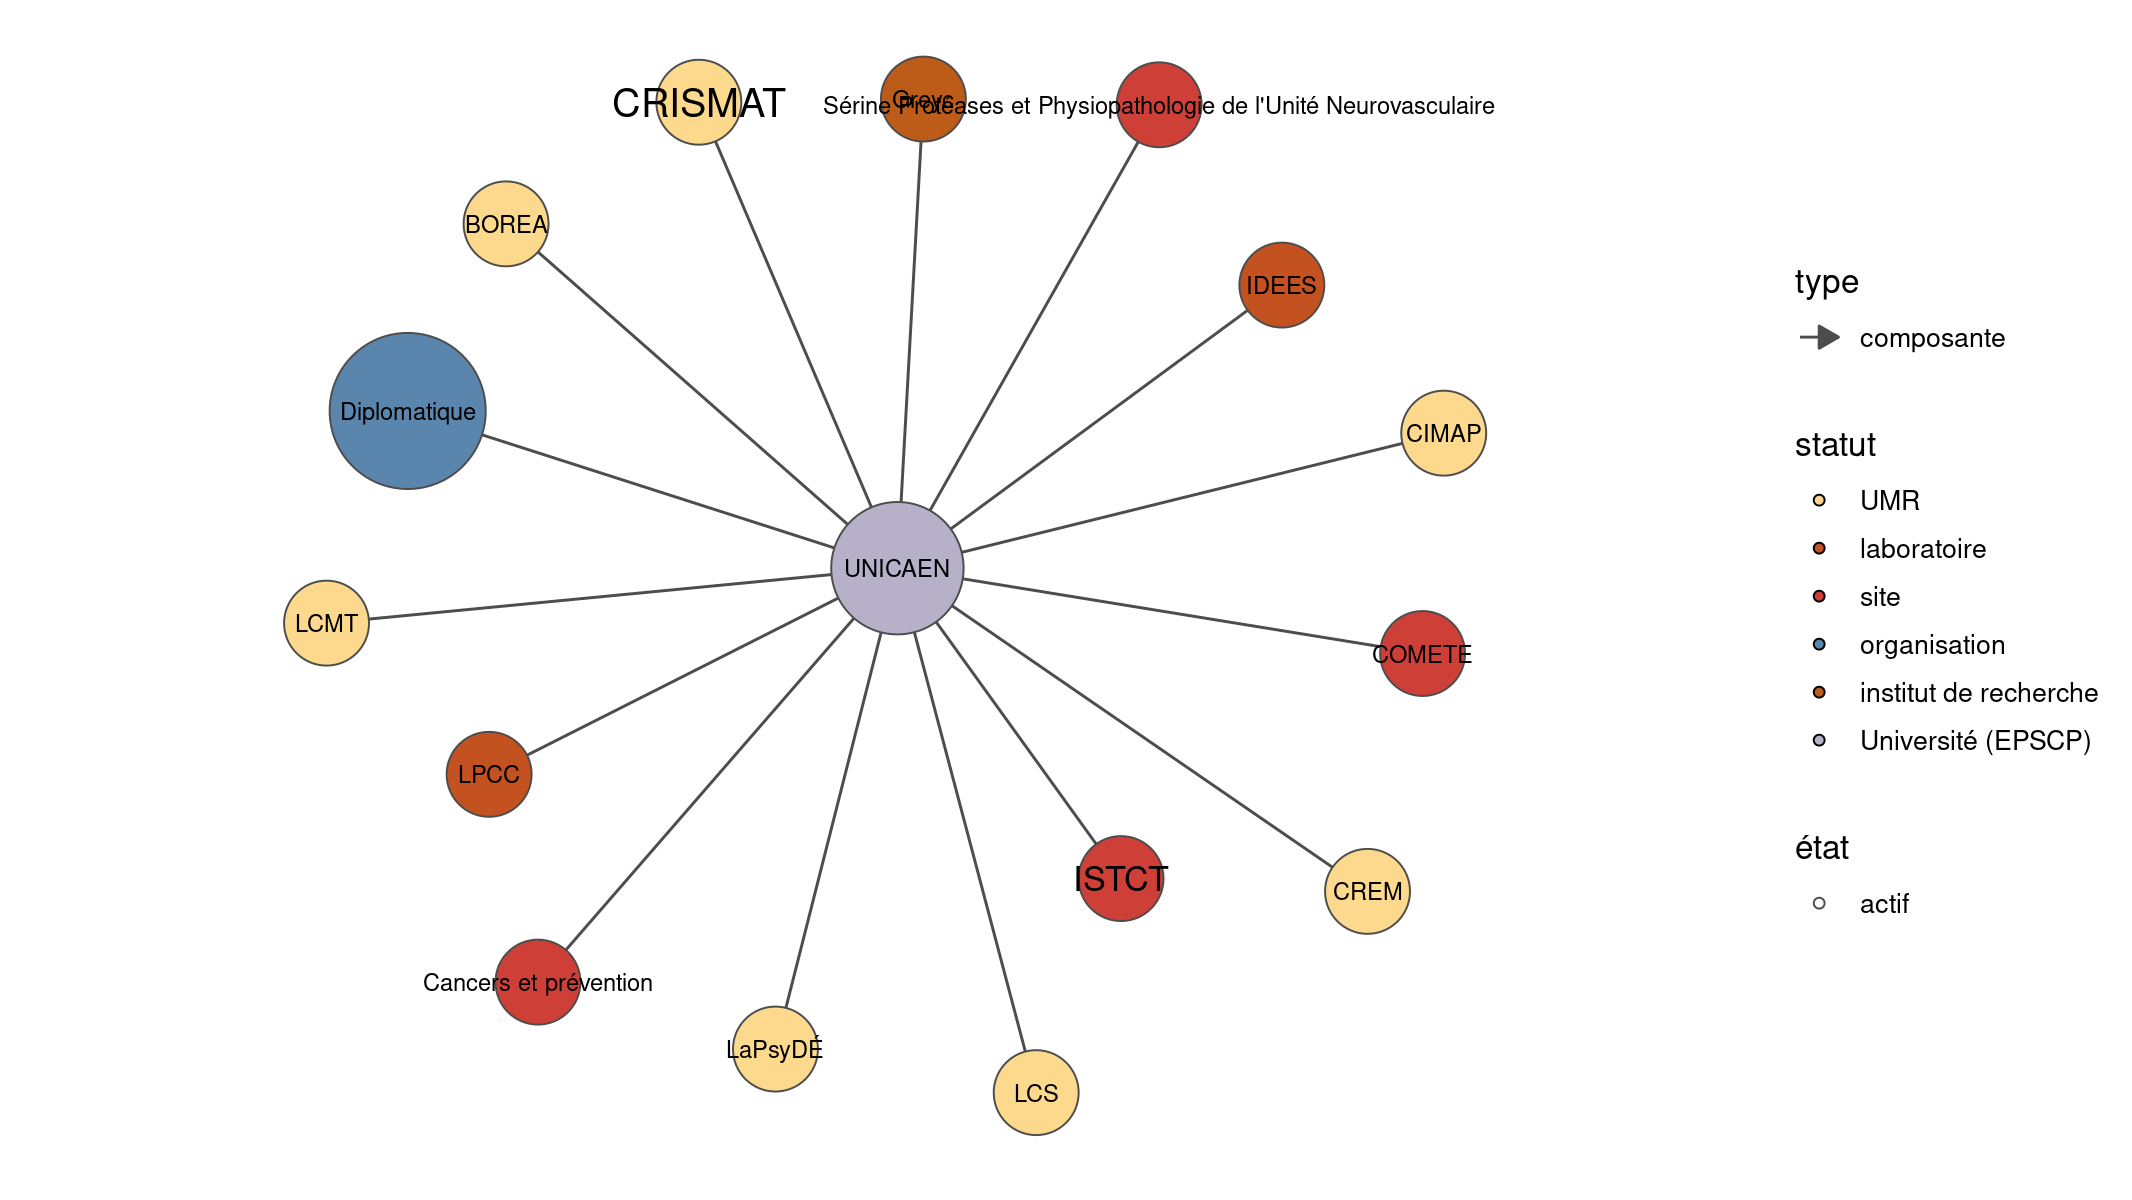 CRISMAT
Greyc
Sérine Protéases et Physiopathologie de l'Unité Neurovasculaire
BOREA
IDEES
Diplomatique
CIMAP
UNICAEN
LCMT
COMETE
LPCC
ISTCT
CREM
Cancers et prévention
LaPsyDÉ
LCS
type
composante
statut
UMR
laboratoire
site
organisation
institut de recherche
Université (EPSCP)
état
actif